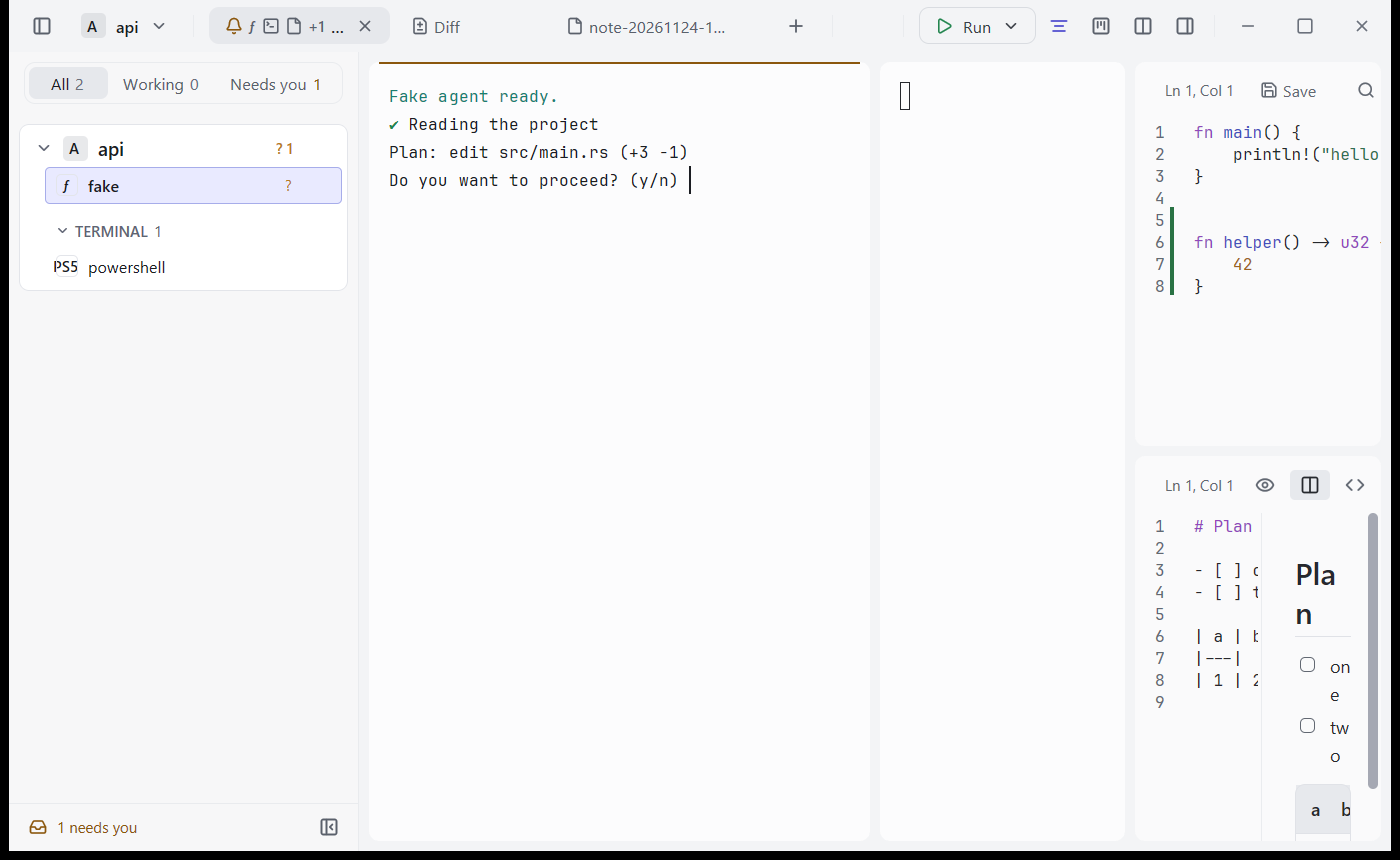 A api
ƒ +1 ...
Diff
note-20261124-1...
Run
All 2
Working 0
Needs you 1
A api ? 1
ƒ fake ?
TERMINAL 1
PS5 powershell
1 needs you
Fake agent ready.
✔ Reading the project
Plan: edit src/main.rs (+3 -1)
Do you want to proceed? (y/n)
Ln 1, Col 1
Save
1 fn main() {
2 println!("hello
3 }
4
5
6 fn helper() -> u32
7 42
8 }
Ln 1, Col 1
1 # Plan
2
3 - [ ]
4 - [ ] t
5
6 | a | b
7 |---|
8 | 1 | 2
9
Pla
n
on
e
tw
o
a b